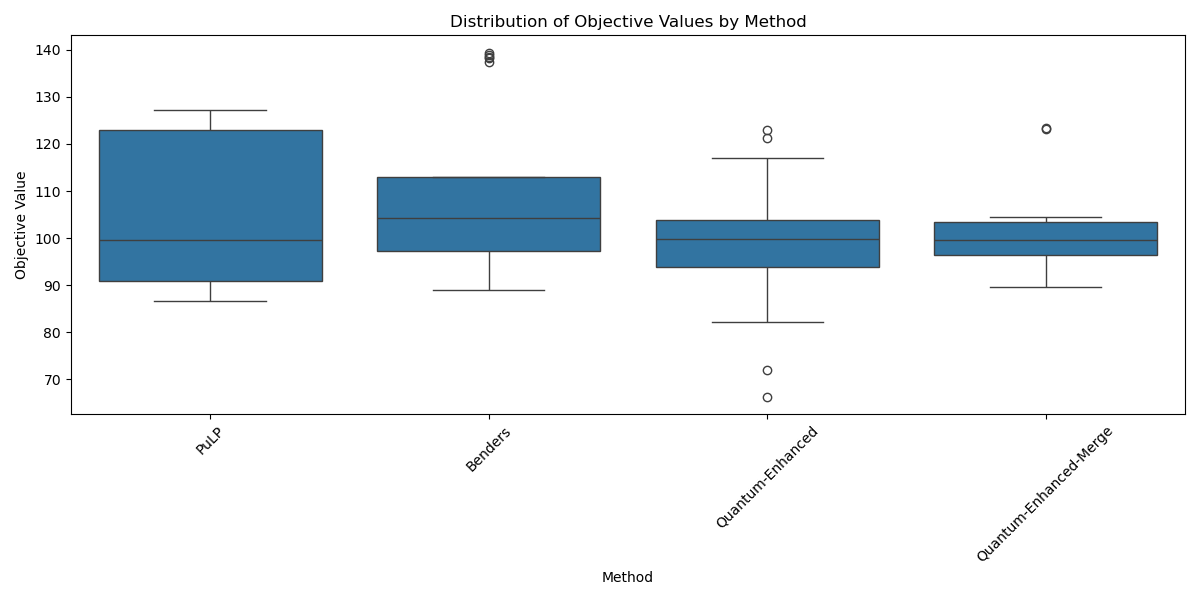 Distribution of Objective Values by Method
140
130
120
110
100
90
80
70
Objective Value
PuLP
Benders
Quantum-Enhanced
Quantum-Enhanced-Merge
Method